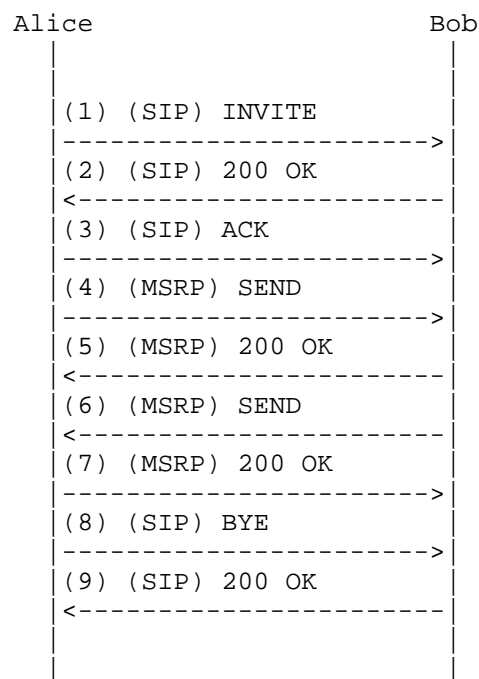 Alice Bob
(1) (SIP) INVITE
(2) (SIP) 200 OK
(3) (SIP) ACK
(4) (MSRP) SEND
(5) (MSRP) 200 OK
(6) (MSRP) SEND
(7) (MSRP) 200 OK
(8) (SIP) BYE
(9) (SIP) 200 OK